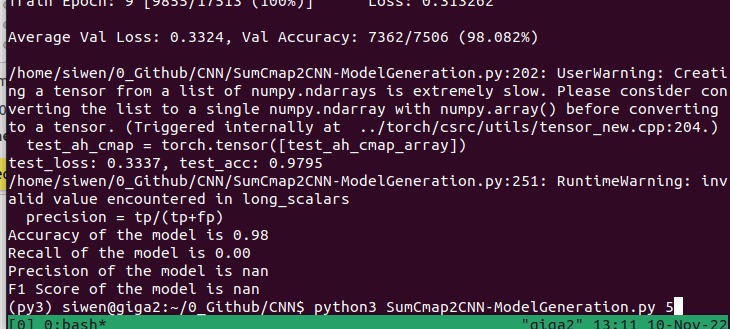 Train Epoch: 9 [9855/17513 (100%)]      Loss: 0.313262
Average Val Loss: 0.3324, Val Accuracy: 7362/7506 (98.082%)
/home/siwen/0_Github/CNN/SumCmap2CNN-ModelGeneration.py:202: UserWarning: Creati
ng a tensor from a list of numpy.ndarrays is extremely slow. Please consider con
verting the list to a single numpy.ndarray with numpy.array() before converting
to a tensor. (Triggered internally at  ../torch/csrc/utils/tensor_new.cpp:204.)
  test_ah_cmap = torch.tensor([test_ah_cmap_array])
test_loss: 0.3337, test_acc: 0.9795
/home/siwen/0_Github/CNN/SumCmap2CNN-ModelGeneration.py:251: RuntimeWarning: inv
alid value encountered in long_scalars
  precision = tp/(tp+fp)
Accuracy of the model is 0.98
Recall of the model is 0.00
Precision of the model is nan
F1 Score of the model is nan
(py3) siwen@giga2:~/0_Github/CNN$ python3 SumCmap2CNN-ModelGeneration.py 5
[0] 0:bash* "giga2" 13:11 10-Nov-22